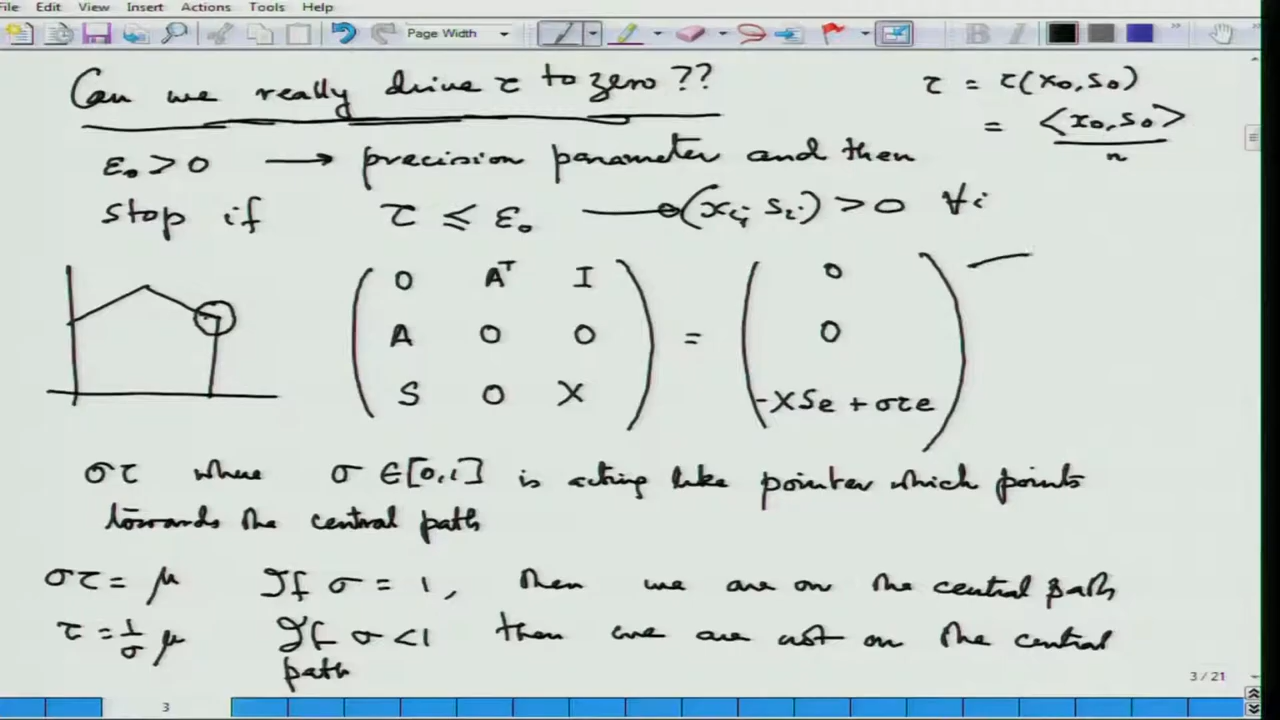 File Edit View Insert Actions Tools Help
Page Width
Can we really drive τ to zero??
τ = τ(x₀,s₀)
= <x₀,s₀> / n
ε₀ > 0 → precision parameter and then
stop if τ ≤ ε₀ → (xᵢ, sᵢ) > 0 ∀i
( 0 Aᵀ I ) ( 0 )
( A 0 0 ) = ( 0 )
( S 0 X ) ( -XSe + στe )
στ where σ ∈ [0,1] is acting like pointer which points
towards the central path
στ = μ If σ = 1, then we are on the central path
τ = 1/σ μ If σ < 1 then we are not on the central
path
3 / 21
3